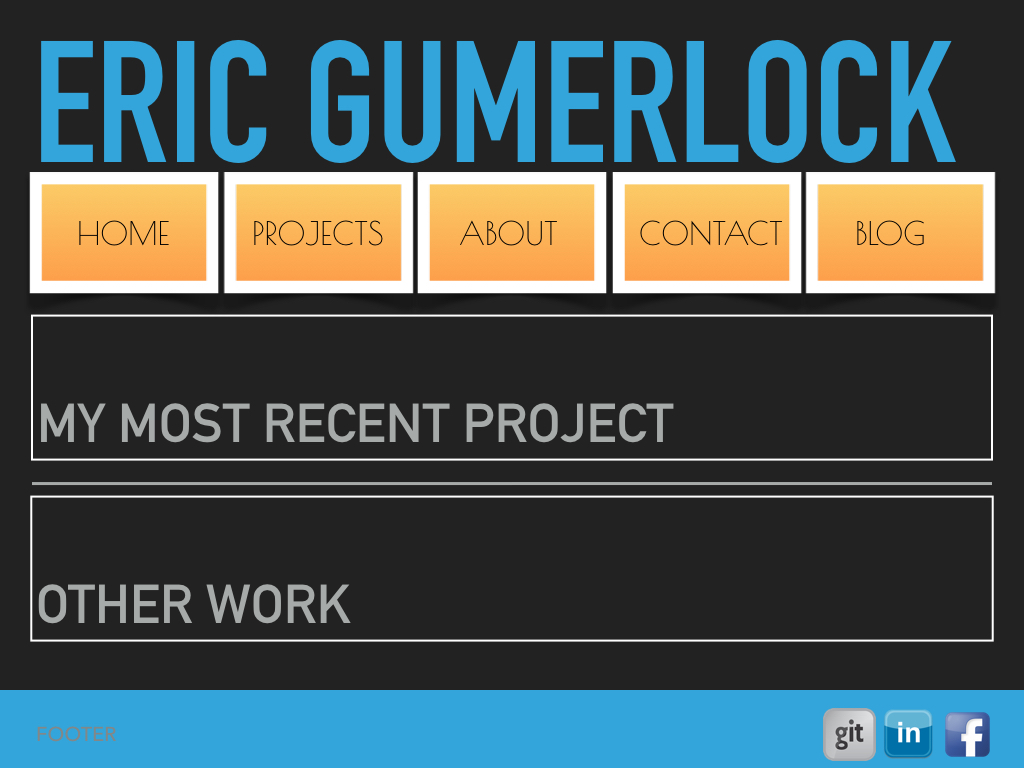 ERIC GUMERLOCK
HOME PROJECTS ABOUT CONTACT BLOG
MY MOST RECENT PROJECT
OTHER WORK
FOOTER git in f